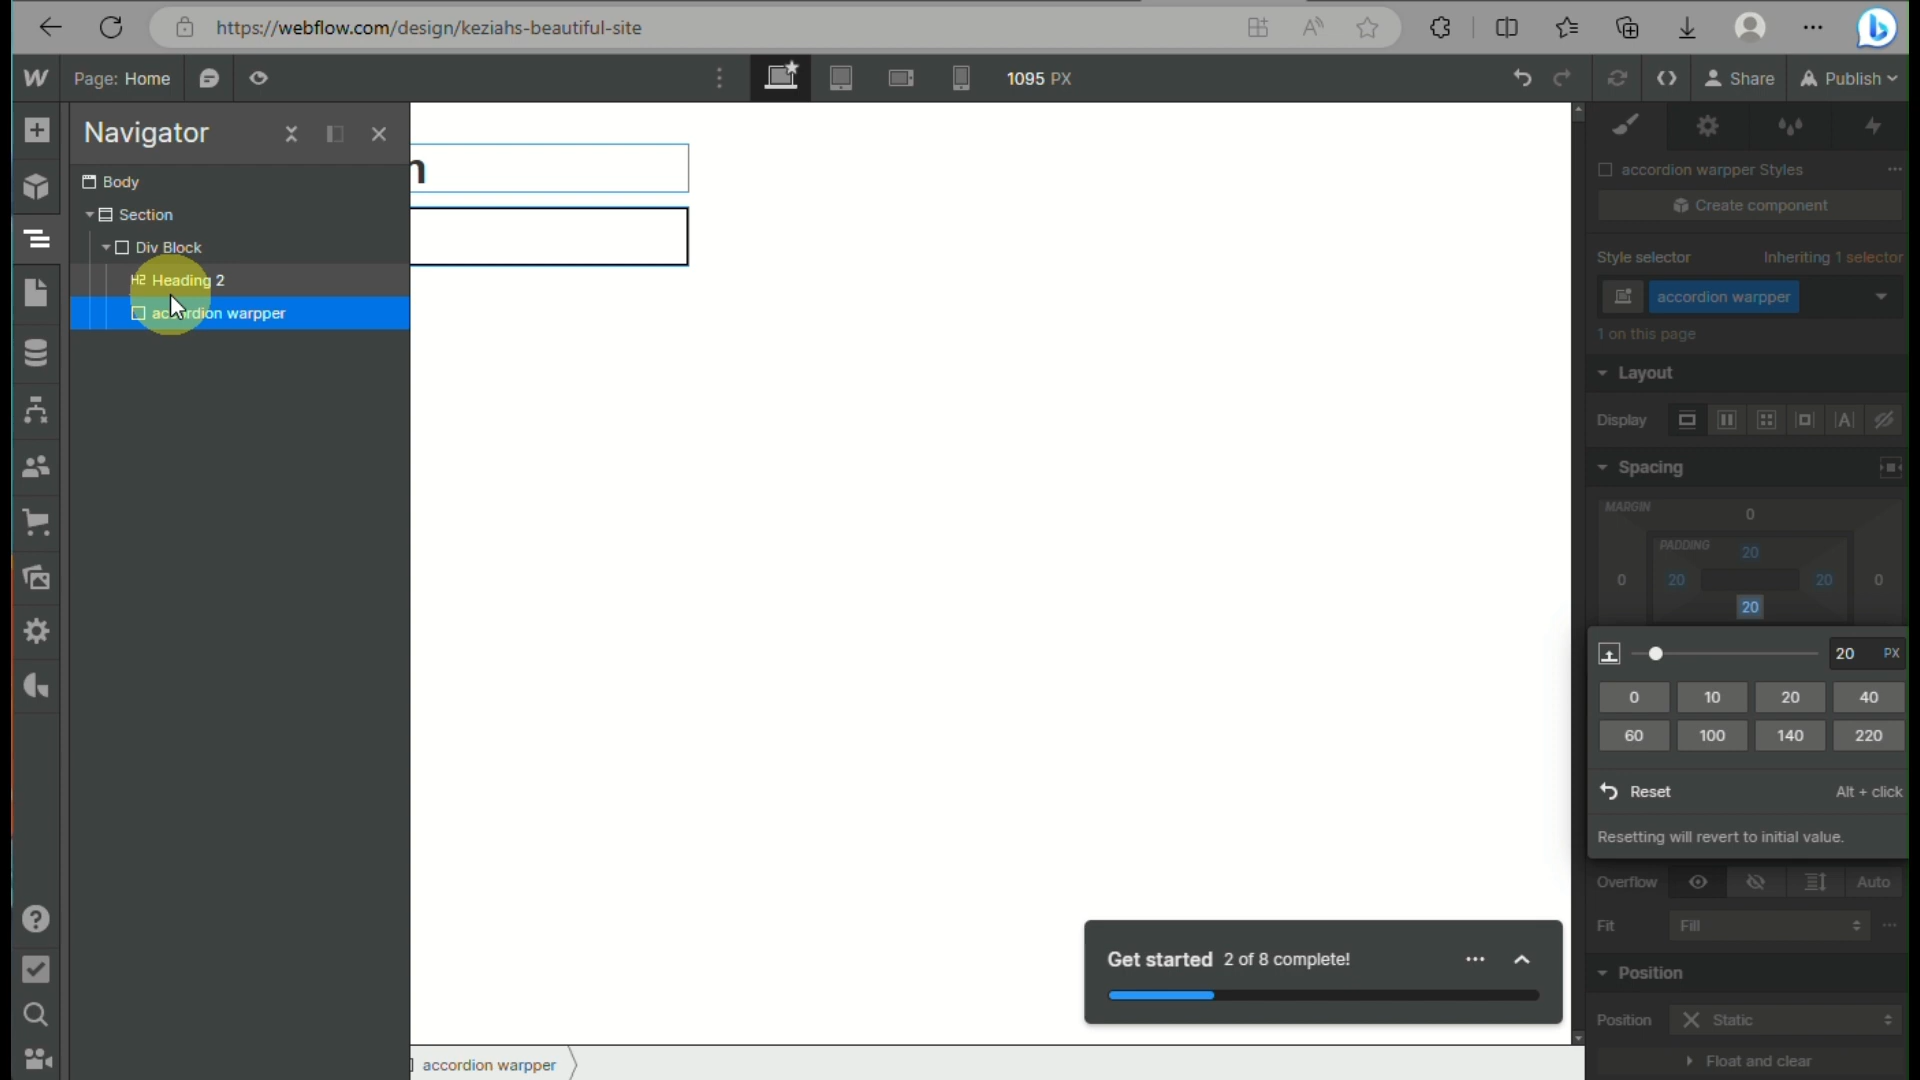 https://webflow.com/design/keziahs-beautiful-site
Page: Home
1095 PX
Share
Publish
Navigator
Body
Section
Div Block
H2 Heading 2
accordion warpper
n
accordion warpper Styles
Create component
Style selector
Inheriting 1 selector
accordion warpper
1 on this page
Layout
Display
Spacing
MARGIN
0
PADDING
20
0
20
20
0
20
20 PX
0 10 20 40
60 100 140 220
Reset
Alt + click
Resetting will revert to initial value.
Overflow
Auto
Fit
Fill
Position
Position
Static
Float and clear
Get started 2 of 8 complete!
accordion warpper